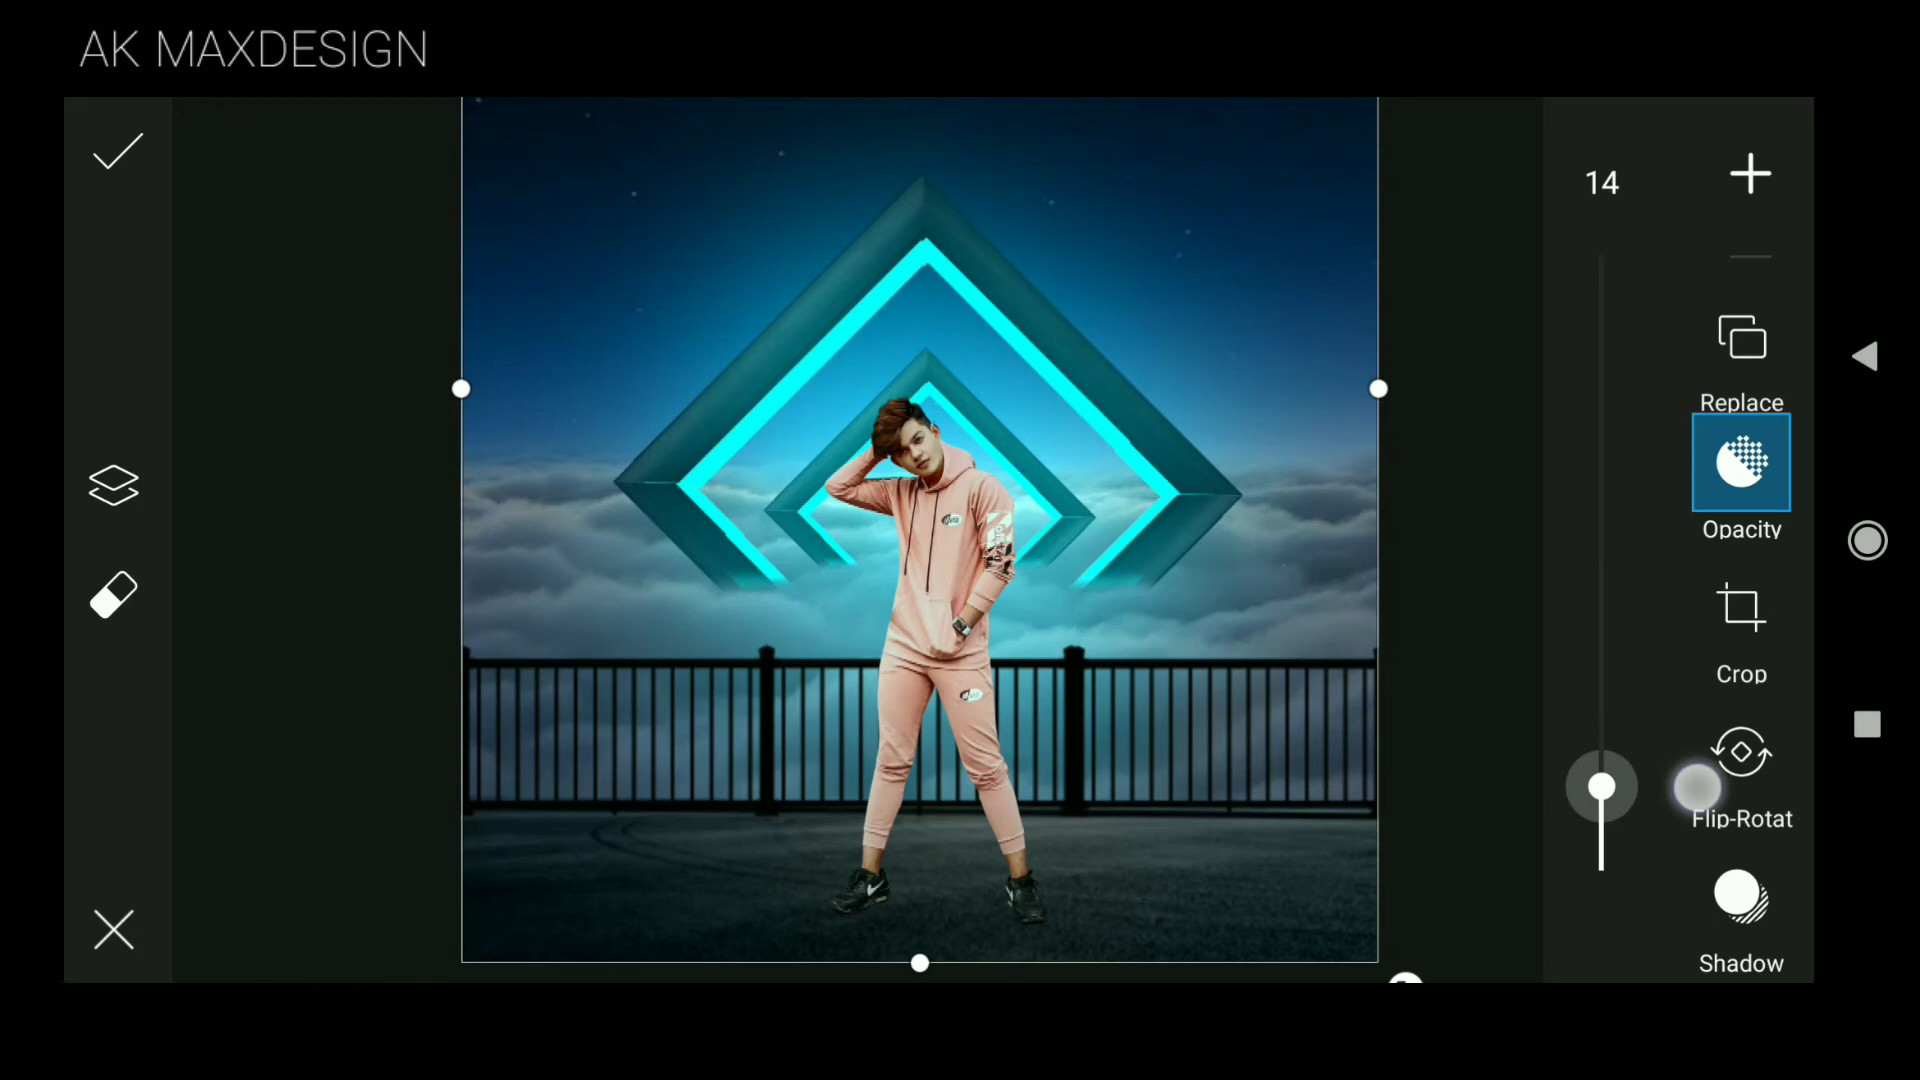 AK MAXDESIGN
14
Replace
Opacity
Crop
Flip-Rotat
Shadow